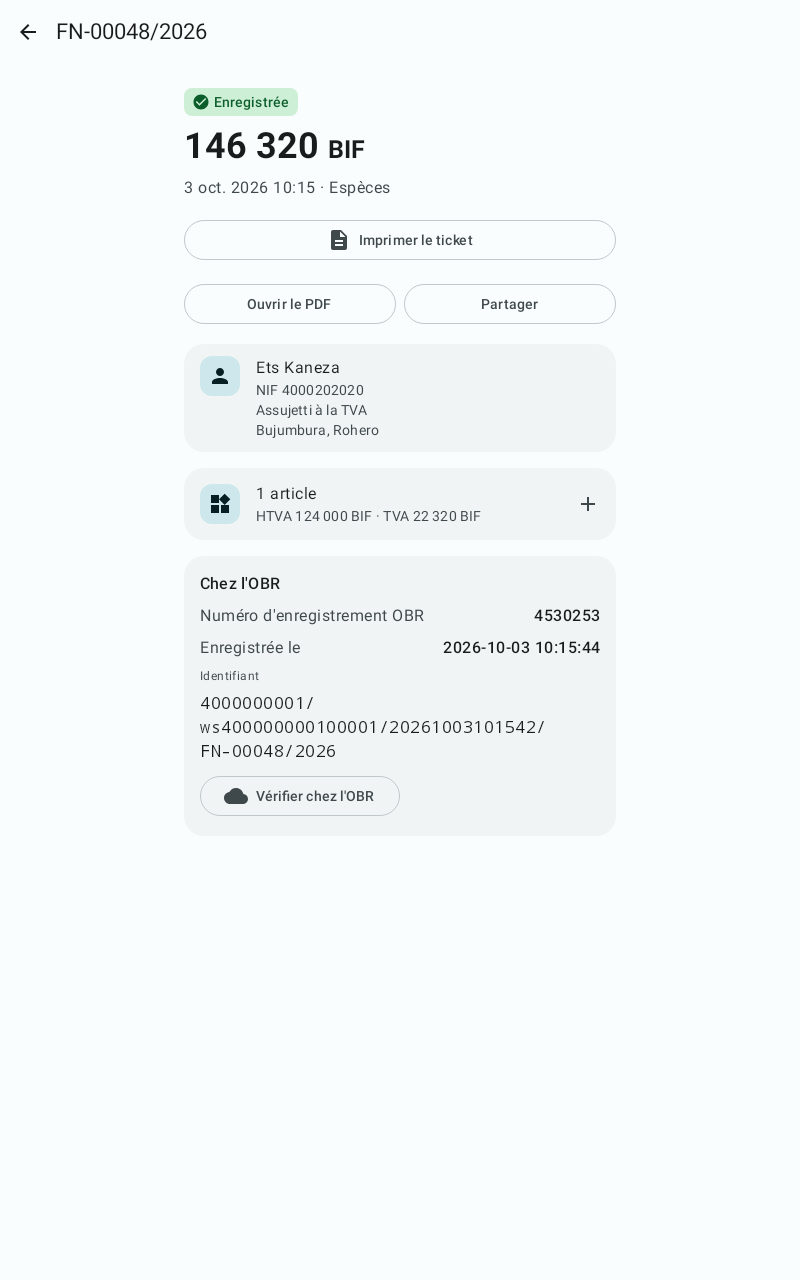 FN-00048/2026
Enregistrée
146 320 BIF
3 oct. 2026 10:15 · Espèces
Imprimer le ticket
Ouvrir le PDF
Partager
Ets Kaneza
NIF 4000202020
Assujetti à la TVA
Bujumbura, Rohero
1 article
HTVA 124 000 BIF · TVA 22 320 BIF
Chez l'OBR
Numéro d'enregistrement OBR 4530253
Enregistrée le 2026-10-03 10:15:44
Identifiant
4000000001/
ws400000000100001/20261003101542/
FN-00048/2026
Vérifier chez l'OBR